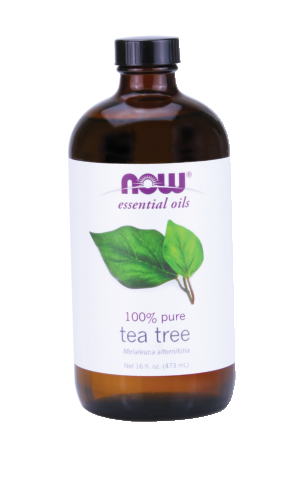 now®
essential oils
100% pure
tea tree
Melaleuca alternifolia
Net 16 fl. oz. (473 mL)